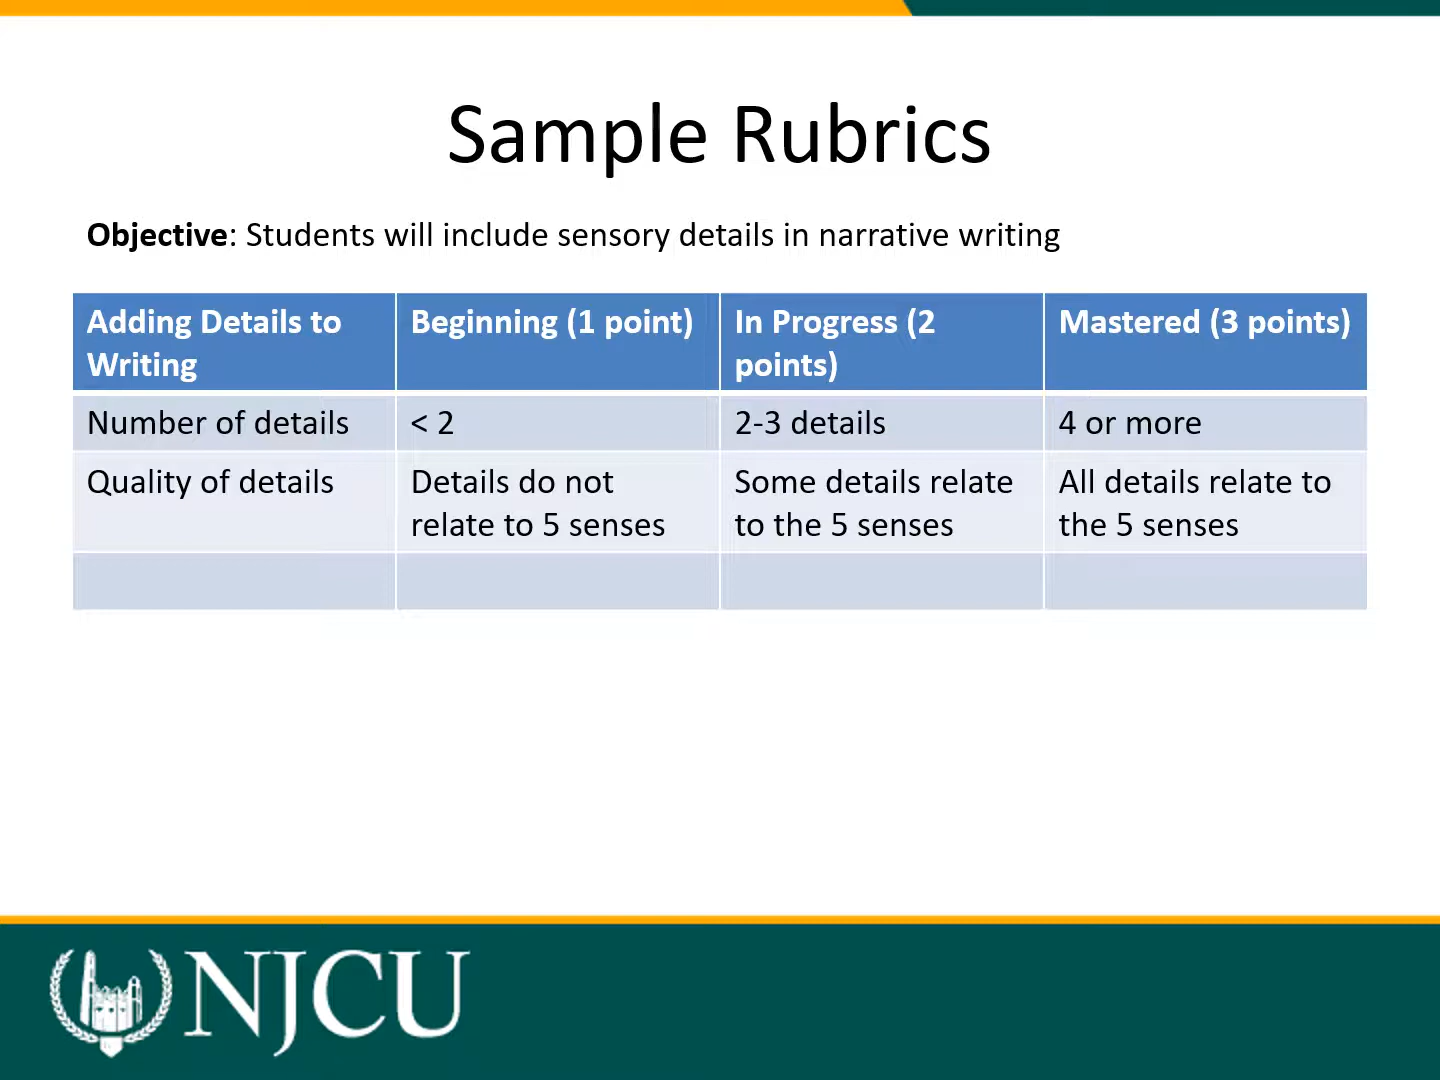 Sample Rubrics
Objective: Students will include sensory details in narrative writing
Adding Details to
Writing
Beginning (1 point)
In Progress (2
points)
Mastered (3 points)
Number of details
< 2
2-3 details
4 or more
Quality of details
Details do not
relate to 5 senses
Some details relate
to the 5 senses
All details relate to
the 5 senses
NJCU